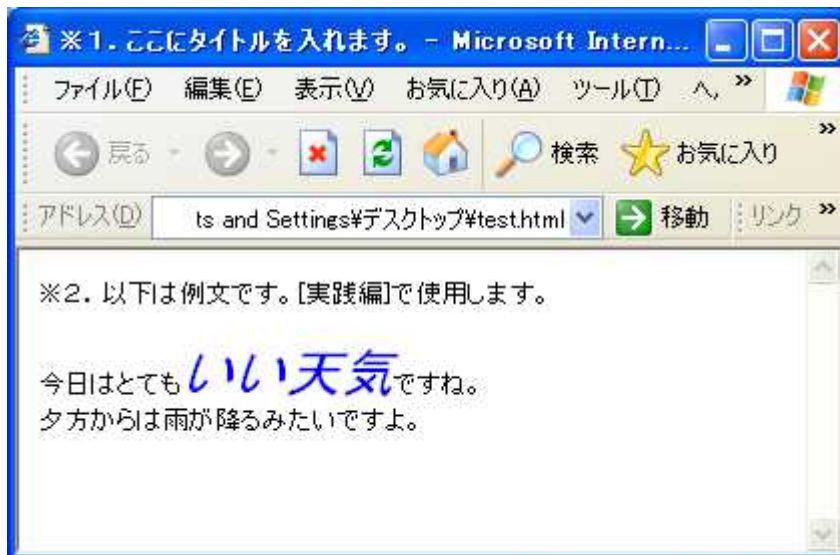 ※1. ここにタイトルを入れます。 - Microsoft Intern...
ファイル(F) 編集(E) 表示(V) お気に入り(A) ツール(T) ヘ, »
戻る 検索 お気に入り »
アドレス(D) ts and Settings¥デスクトップ¥test.html 移動 リンク »
※2. 以下は例文です。[実践編]で使用します。
今日はとてもいい天気ですね。
夕方からは雨が降るみたいですよ。